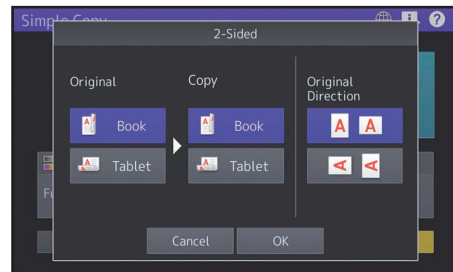 Simple Copy
2-Sided
Original
Copy
Original
Direction
Book
Book
A A
Tablet
Tablet
A A
Cancel
OK